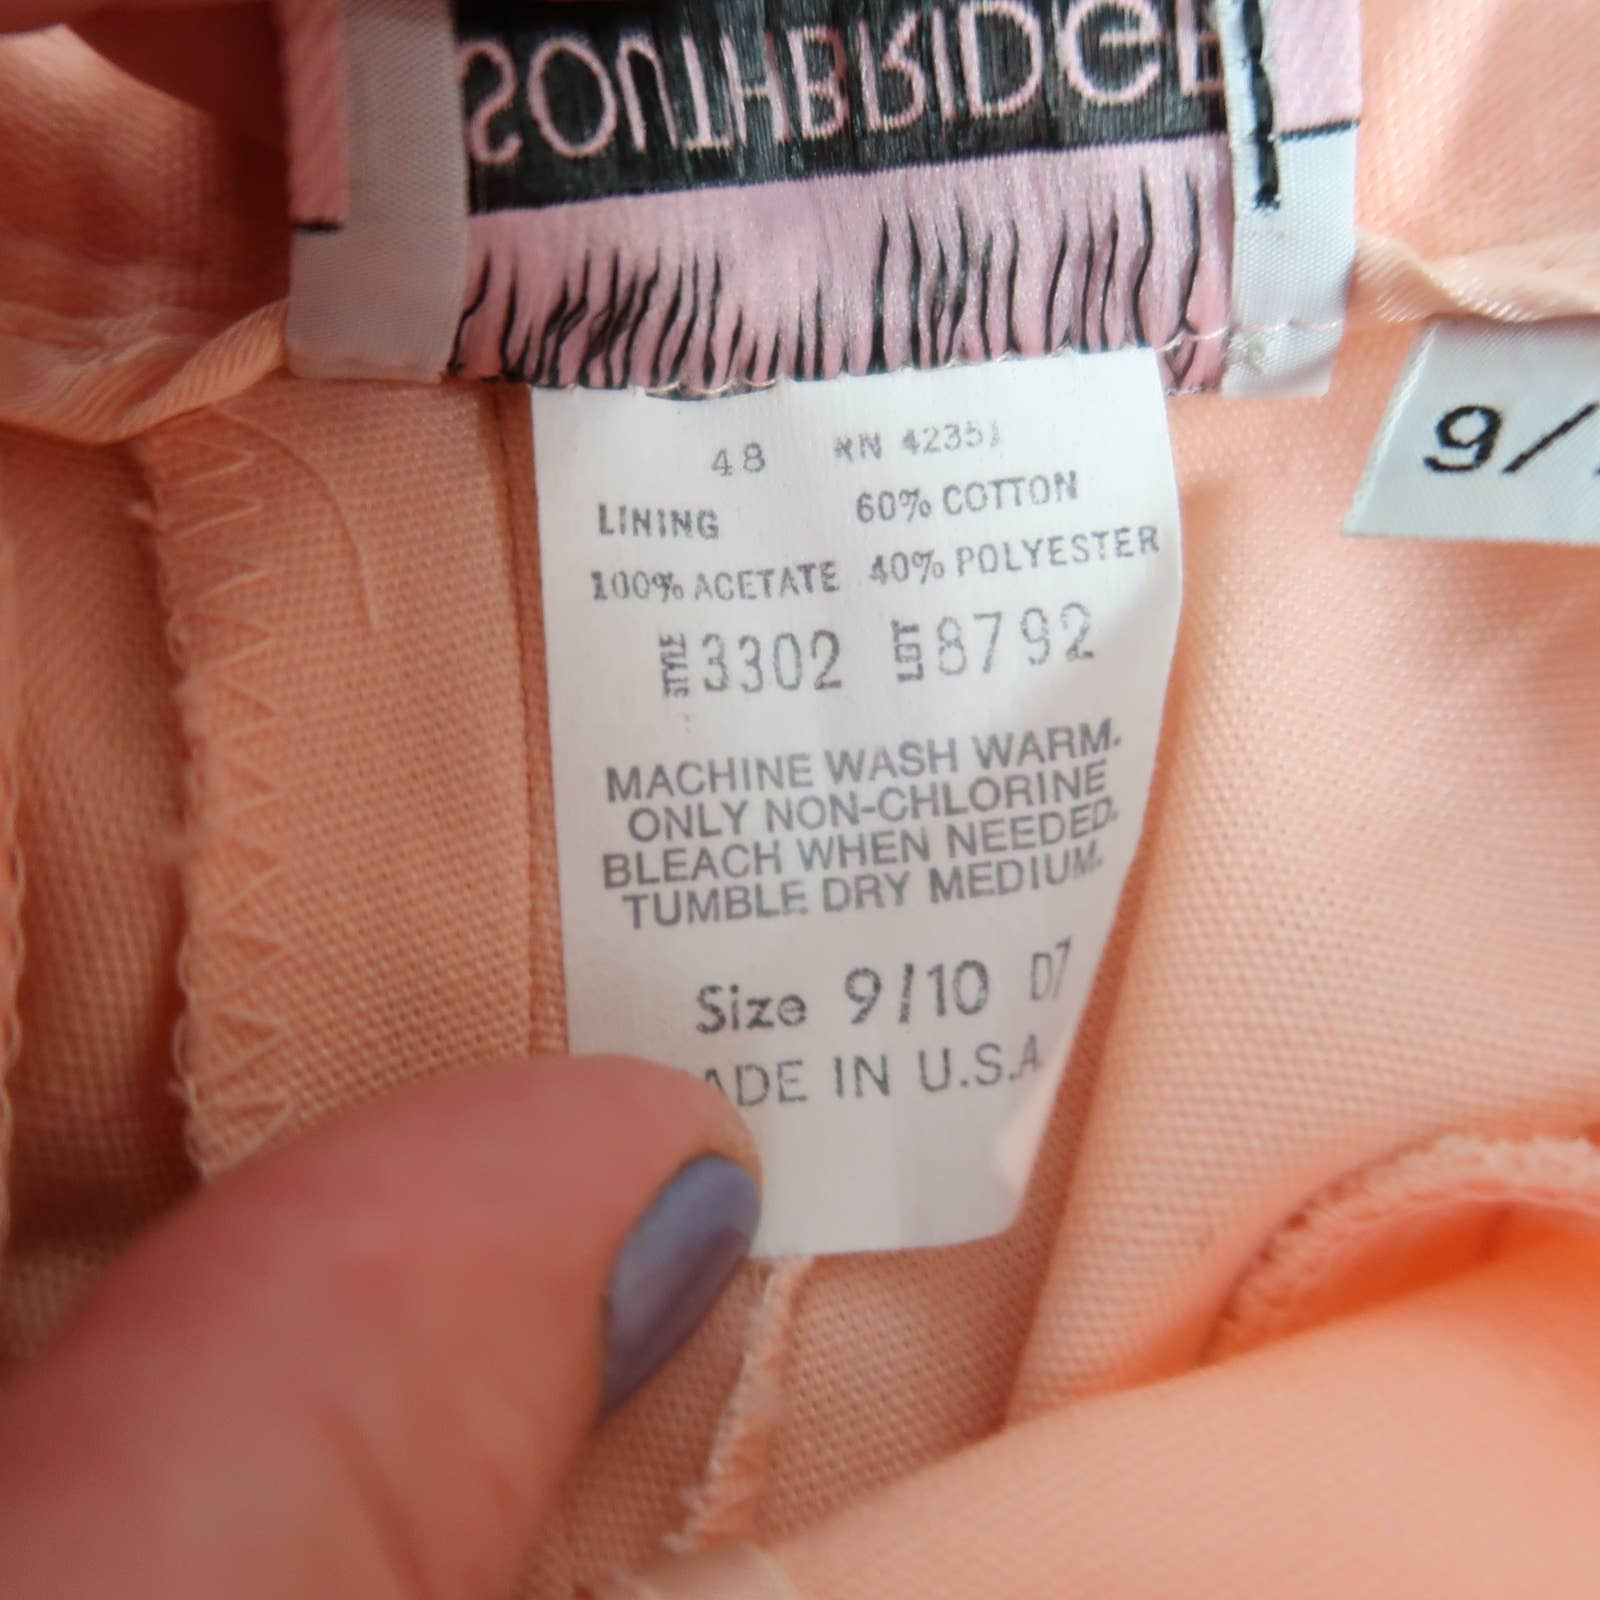 SOUTHBRIDGE
48 RN 42351
LINING 60% COTTON
100% ACETATE 40% POLYESTER
STYLE 3302 LOT 8792
MACHINE WASH WARM.
ONLY NON-CHLORINE
BLEACH WHEN NEEDED.
TUMBLE DRY MEDIUM.
Size 9/10 D7
ADE IN U.S.A
9/